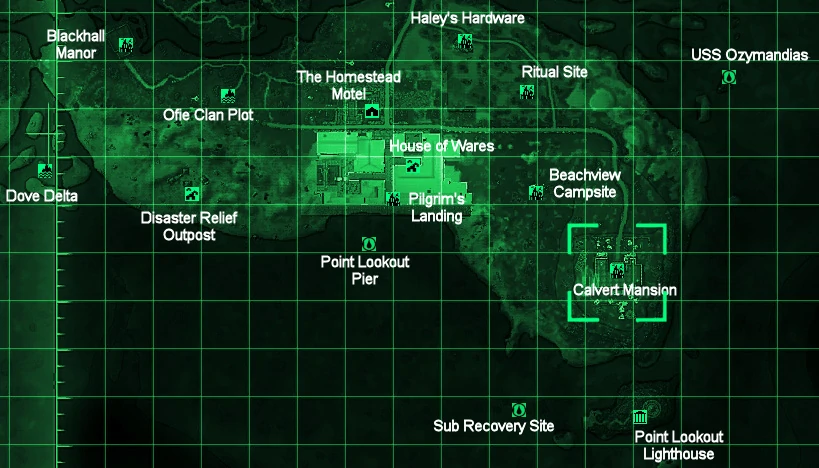 Haley's Hardware
Blackhall
Manor
USS Ozymandias
The Homestead
Motel
Ritual Site
Ofie Clan Plot
House of Wares
Beachview
Campsite
Dove Delta
Pilgrim's
Landing
Disaster Relief
Outpost
Point Lookout
Pier
Calvert Mansion
Sub Recovery Site
Point Lookout
Lighthouse